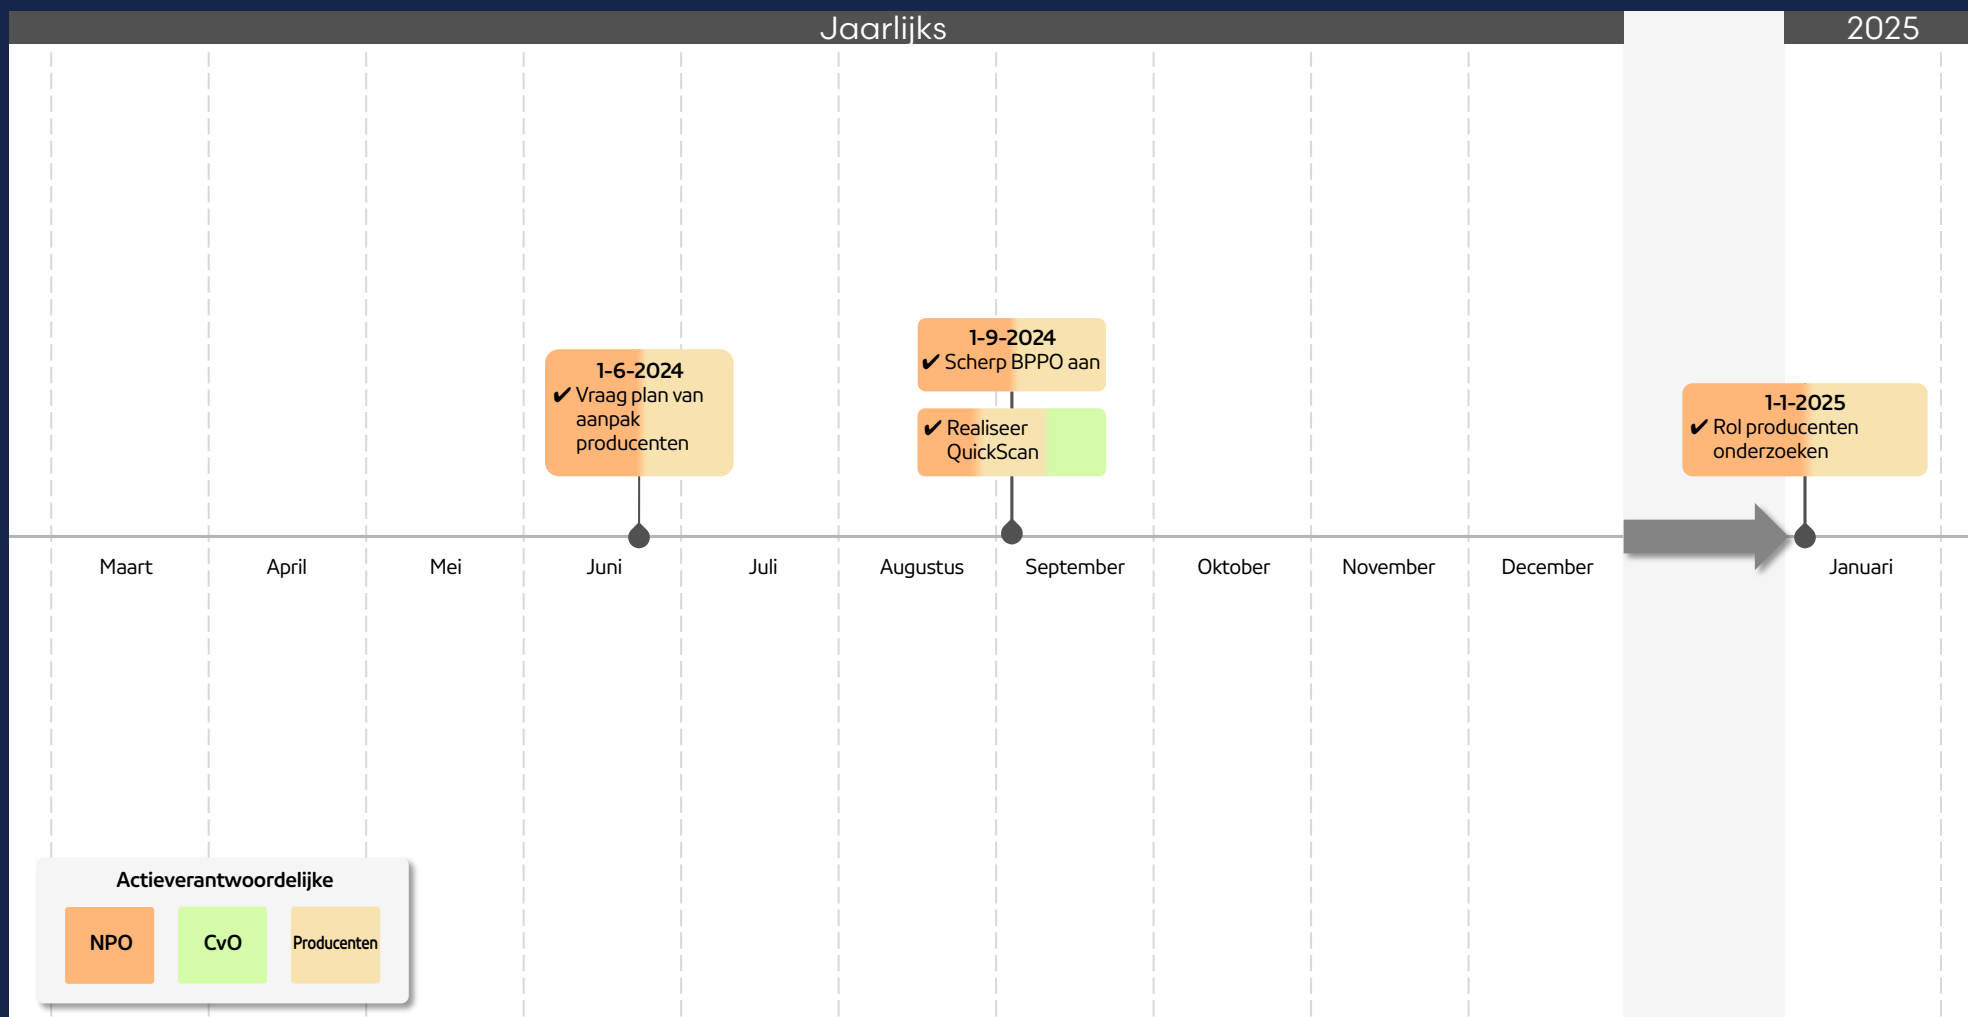 Jaarlijks
2025
1-6-2024
✔ Vraag plan van
aanpak
producenten
1-9-2024
✔ Scherp BPPO aan
✔ Realiseer
QuickScan
1-1-2025
✔ Rol producenten
onderzoeken
Maart
April
Mei
Juni
Juli
Augustus
September
Oktober
November
December
Januari
Actieverantwoordelijke
NPO
CvO
Producenten